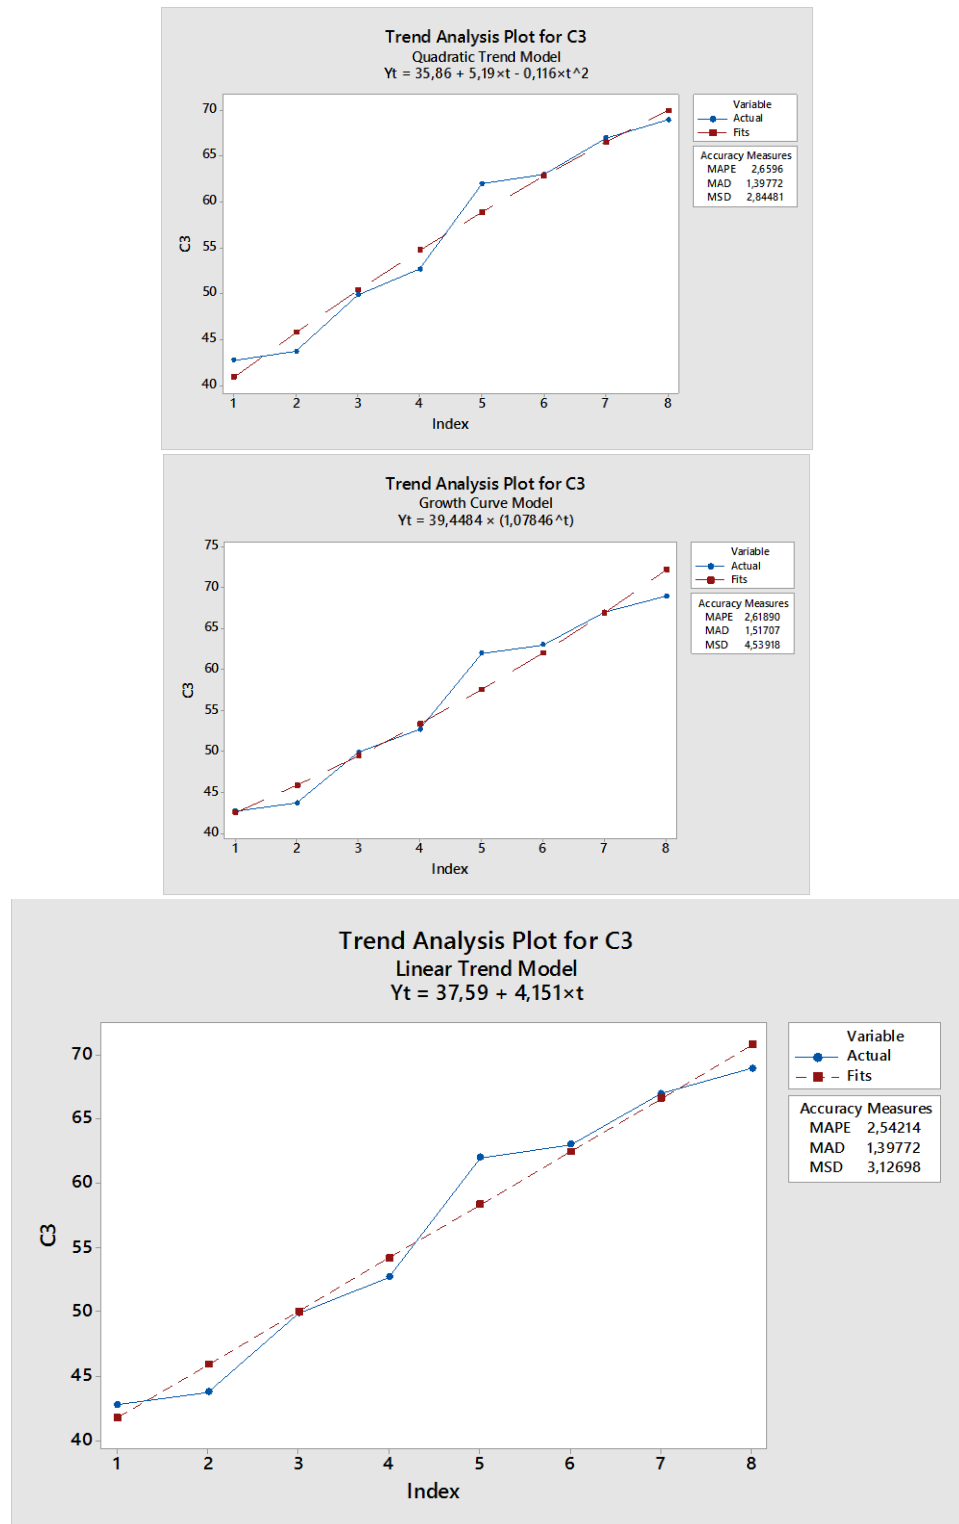 Trend Analysis Plot for C3
Quadratic Trend Model
Yt = 35,86 + 5,19×t - 0,116×t^2
Variable
Actual
Fits
Accuracy Measures
MAPE 2,6596
MAD 1,39772
MSD 2,84481
70
65
60
55
50
45
40
C3
1 2 3 4 5 6 7 8
Index
Trend Analysis Plot for C3
Growth Curve Model
Yt = 39,4484 × (1,07846^t)
Variable
Actual
Fits
Accuracy Measures
MAPE 2,61890
MAD 1,51707
MSD 4,53918
75
70
65
60
55
50
45
40
C3
1 2 3 4 5 6 7 8
Index
Trend Analysis Plot for C3
Linear Trend Model
Yt = 37,59 + 4,151×t
Variable
Actual
Fits
Accuracy Measures
MAPE 2,54214
MAD 1,39772
MSD 3,12698
70
65
60
55
50
45
40
C3
1 2 3 4 5 6 7 8
Index